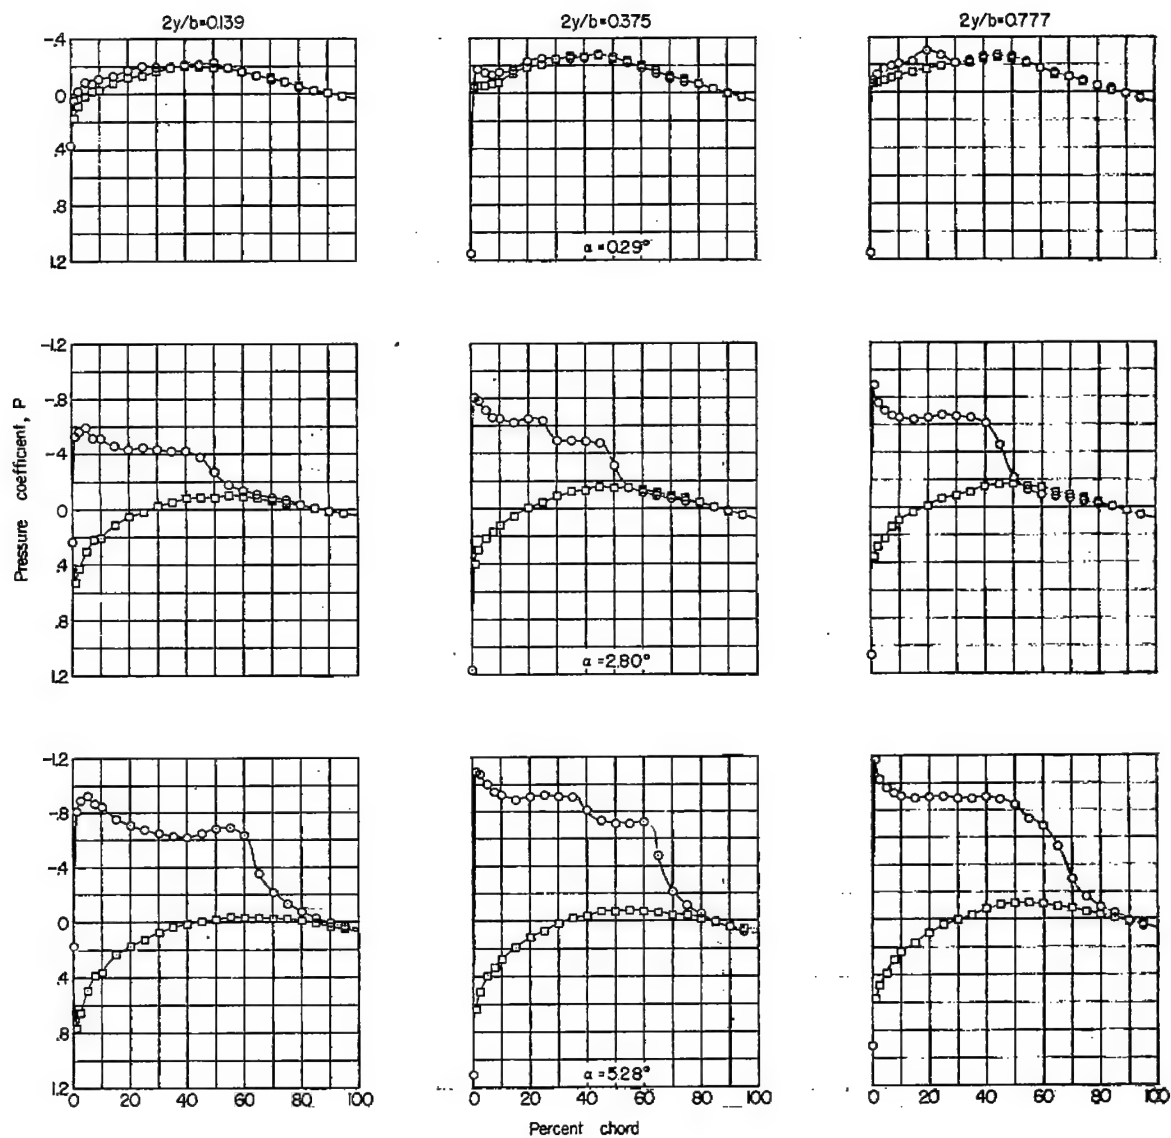 2y/b=0.139
2y/b=0.375
2y/b=0.777
-.4
0
.4
.8
1.2
α=0.29°
-1.2
-.8
-.4
0
.4
.8
1.2
Pressure coefficient, P
α=2.80°
-1.2
-.8
-.4
0
.4
.8
1.2
α=5.28°
0 20 40 60 80 100
0 20 40 60 80 100
0 20 40 60 80 100
Percent chord